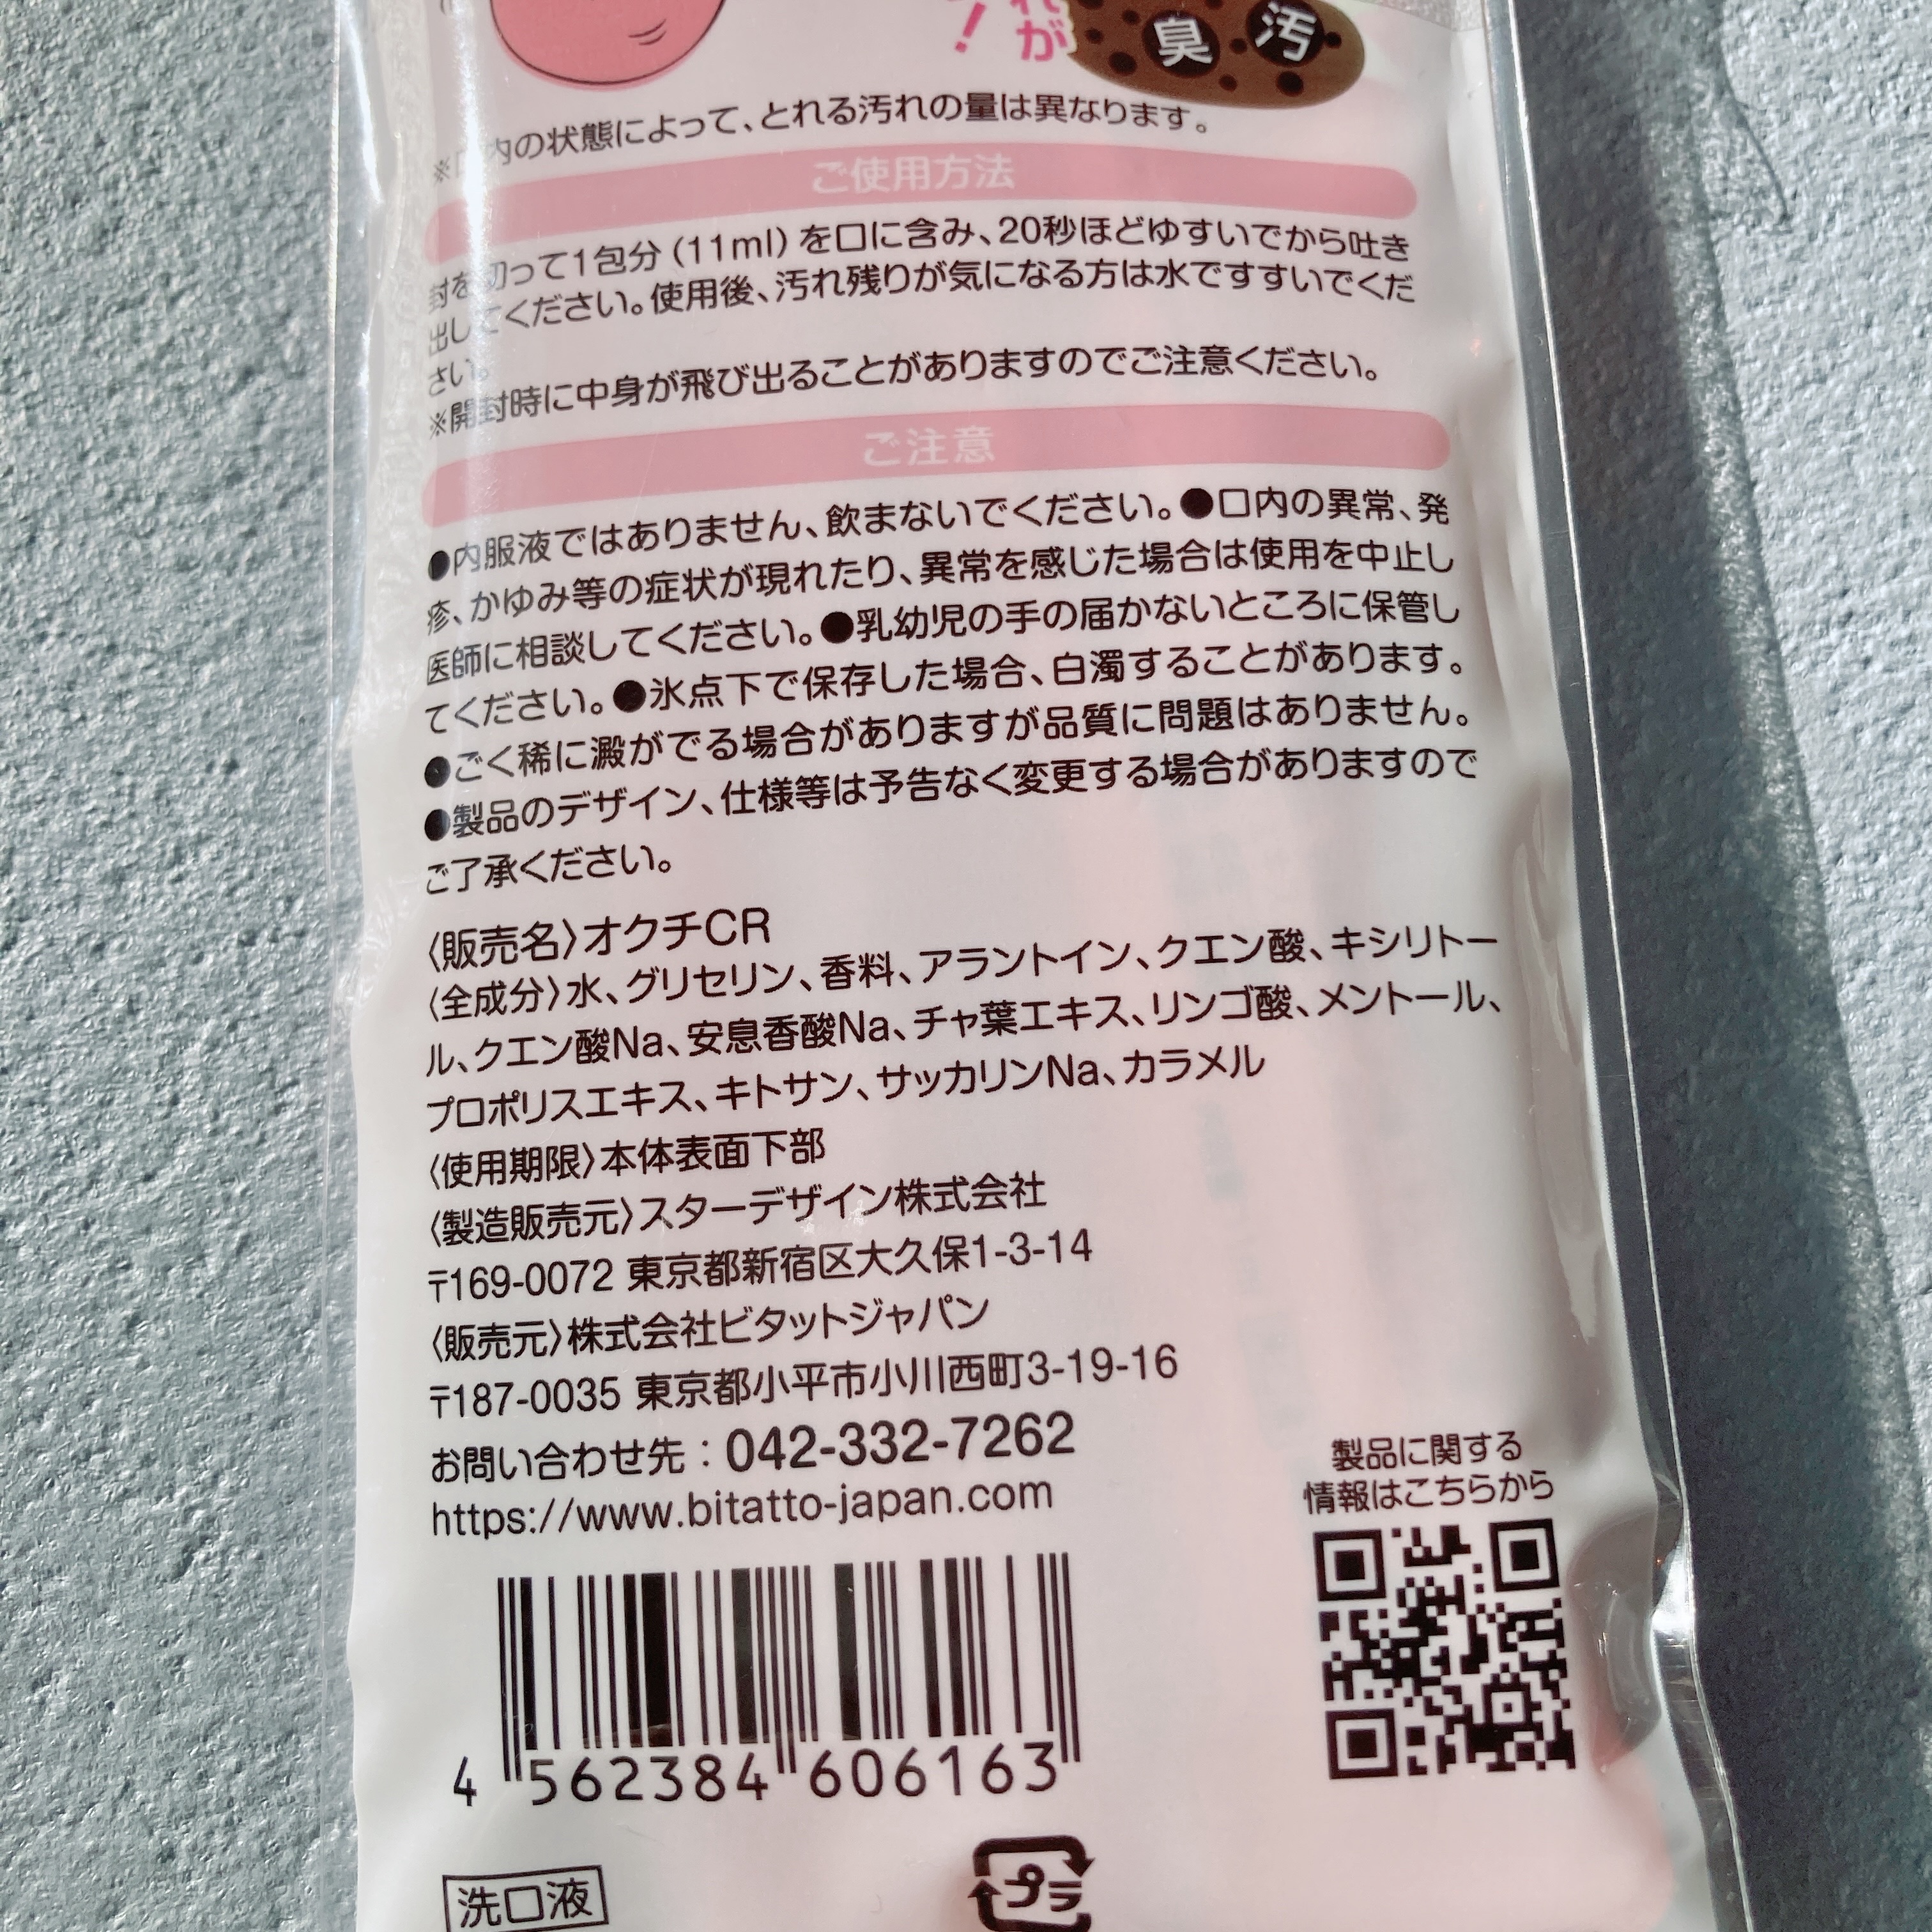 れが
!
臭
汚
※口内の状態によって、とれる汚れの量は異なります。
ご使用方法
封を切って1包分(11ml)を口に含み、20秒ほどゆすいでから吐き
出してください。使用後、汚れ残りが気になる方は水ですすいでくだ
さい。
※開封時に中身が飛び出ることがありますのでご注意ください。
ご注意
●内服液ではありません、飲まないでください。●口内の異常、発
疹、かゆみ等の症状が現れたり、異常を感じた場合は使用を中止し
医師に相談してください。●乳幼児の手の届かないところに保管し
てください。●氷点下で保存した場合、白濁することがあります。
●ごく稀に澱がでる場合がありますが品質に問題はありません。
●製品のデザイン、仕様等は予告なく変更する場合がありますので
ご了承ください。
〈販売名〉オクチCR
〈全成分〉水、グリセリン、香料、アラントイン、クエン酸、キシリトー
ル、クエン酸Na、安息香酸Na、チャ葉エキス、リンゴ酸、メントール、
プロポリスエキス、キトサン、サッカリンNa、カラメル
〈使用期限〉本体表面下部
〈製造販売元〉スターデザイン株式会社
〒169-0072 東京都新宿区大久保1-3-14
〈販売元〉株式会社ビタットジャパン
〒187-0035 東京都小平市小川西町3-19-16
お問い合わせ先：042-332-7262
https://www.bitatto-japan.com
製品に関する
情報はこちらから
4 562384 606163
洗口液
プラ